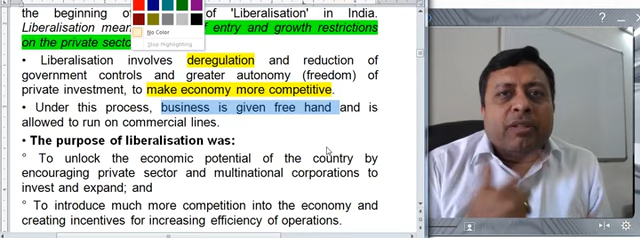 the beginning of 'Liberalisation' in India.
Liberalisation mean entry and growth restrictions
on the private secto
No Color
Stop Highlighting
• Liberalisation involves deregulation and reduction of
government controls and greater autonomy (freedom) of
private investment, to make economy more competitive.
• Under this process, business is given free hand and is
allowed to run on commercial lines.
• The purpose of liberalisation was:
° To unlock the economic potential of the country by
encouraging private sector and multinational corporations to
invest and expand; and
° To introduce much more competition into the economy and
creating incentives for increasing efficiency of operations.